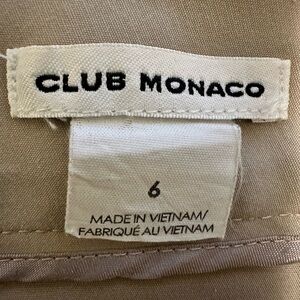 CLUB MONACO
6
MADE IN VIETNAM/
FABRIQUÉ AU VIETNAM